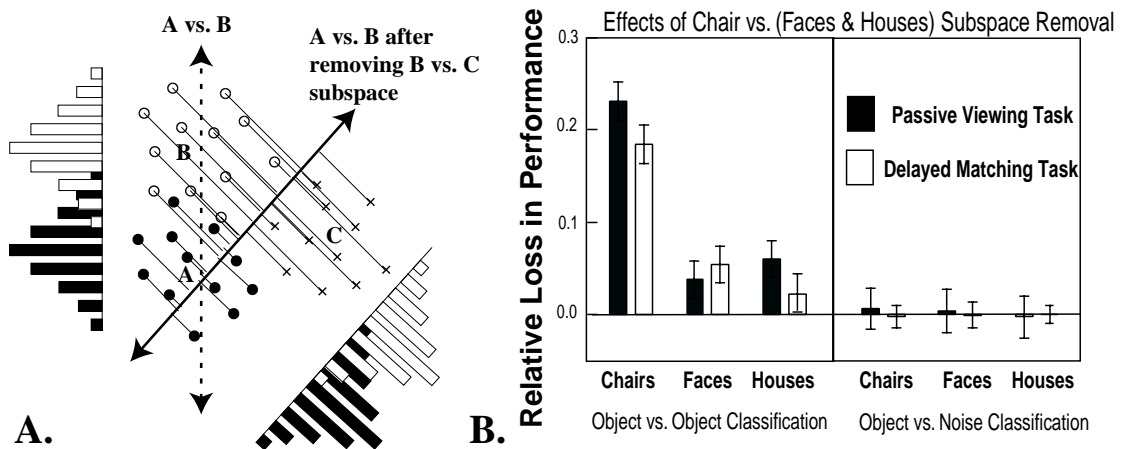 A vs. B
A vs. B after
removing B vs. C
subspace
B
C
A
A.
Effects of Chair vs. (Faces & Houses) Subspace Removal
Relative Loss in Performance
0.3
0.2
0.1
0.0
Passive Viewing Task
Delayed Matching Task
Chairs Faces Houses Chairs Faces Houses
Object vs. Object Classification Object vs. Noise Classification
B.